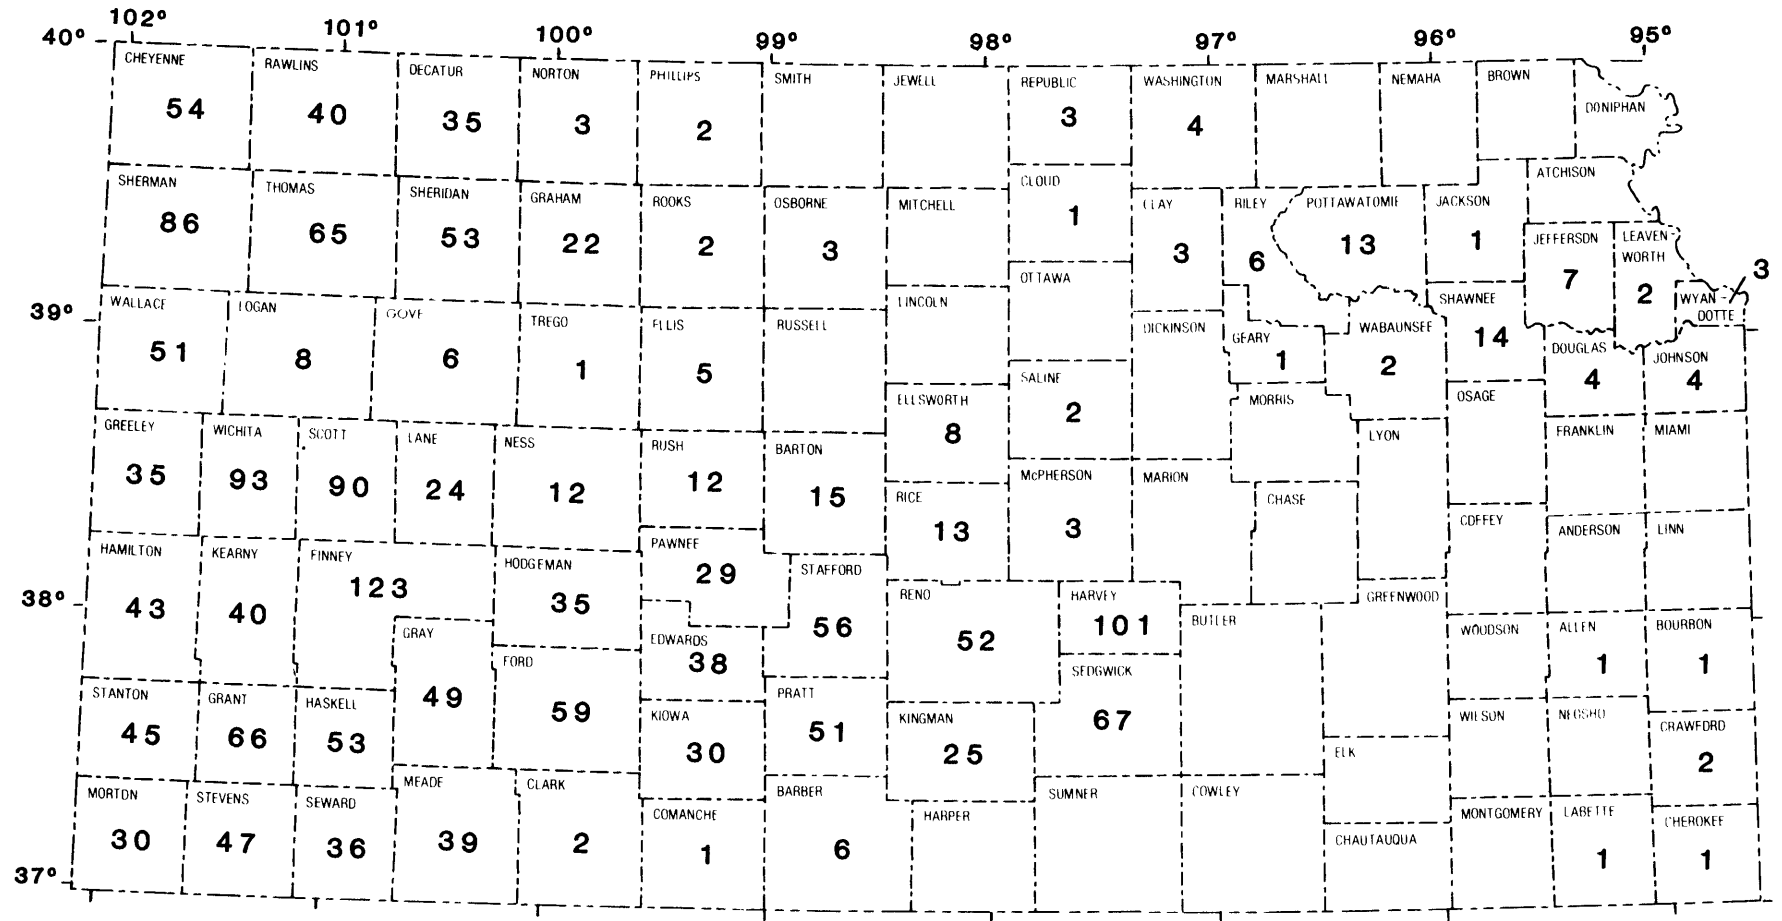 102° 101° 100° 99° 98° 97° 96° 95°
40°
CHEYENNE RAWLINS DECATUR NORTON PHILLIPS SMITH JEWELL REPUBLIC WASHINGTON MARSHALL NEMAHA BROWN
DONIPHAN
54 40 35 3 2 3 4
SHERMAN THOMAS SHERIDAN GRAHAM ROOKS OSBORNE MITCHELL CLOUD CLAY RILEY POTTAWATOMIE JACKSON ATCHISON
86 65 53 22 2 3 1 3 6 13 1
JEFFERSON LEAVEN-
WORTH
7 2 3
WYAN-
DOTTE
39°
WALLACE LOGAN GOVE TREGO ELLIS RUSSELL LINCOLN OTTAWA DICKINSON GEARY WABAUNSEE SHAWNEE DOUGLAS JOHNSON
51 8 6 1 5 1 2 14 4 4
ELLSWORTH SALINE MORRIS OSAGE
8 2
GREELEY WICHITA SCOTT LANE NESS RUSH BARTON LYON FRANKLIN MIAMI
35 93 90 24 12 12 15
RICE McPHERSON MARION CHASE
13 3
COFFEY ANDERSON LINN
HAMILTON KEARNY FINNEY HODGEMAN PAWNEE STAFFORD
43 40 123 35 29 56
38°
RENO HARVEY BUTLER GREENWOOD
52 101
GRAY EDWARDS WOODSON ALLEN BOURBON
49 38 1 1
FORD SEDGWICK
59 67
STANTON GRANT HASKELL KIOWA PRATT KINGMAN ELK WILSON NEOSHO CRAWFORD
45 66 53 30 51 25 2
MORTON STEVENS SEWARD MEADE CLARK COMANCHE BARBER HARPER SUMNER COWLEY CHAUTAUQUA MONTGOMERY LABETTE CHEROKEE
30 47 36 39 2 1 6 1 1
37°